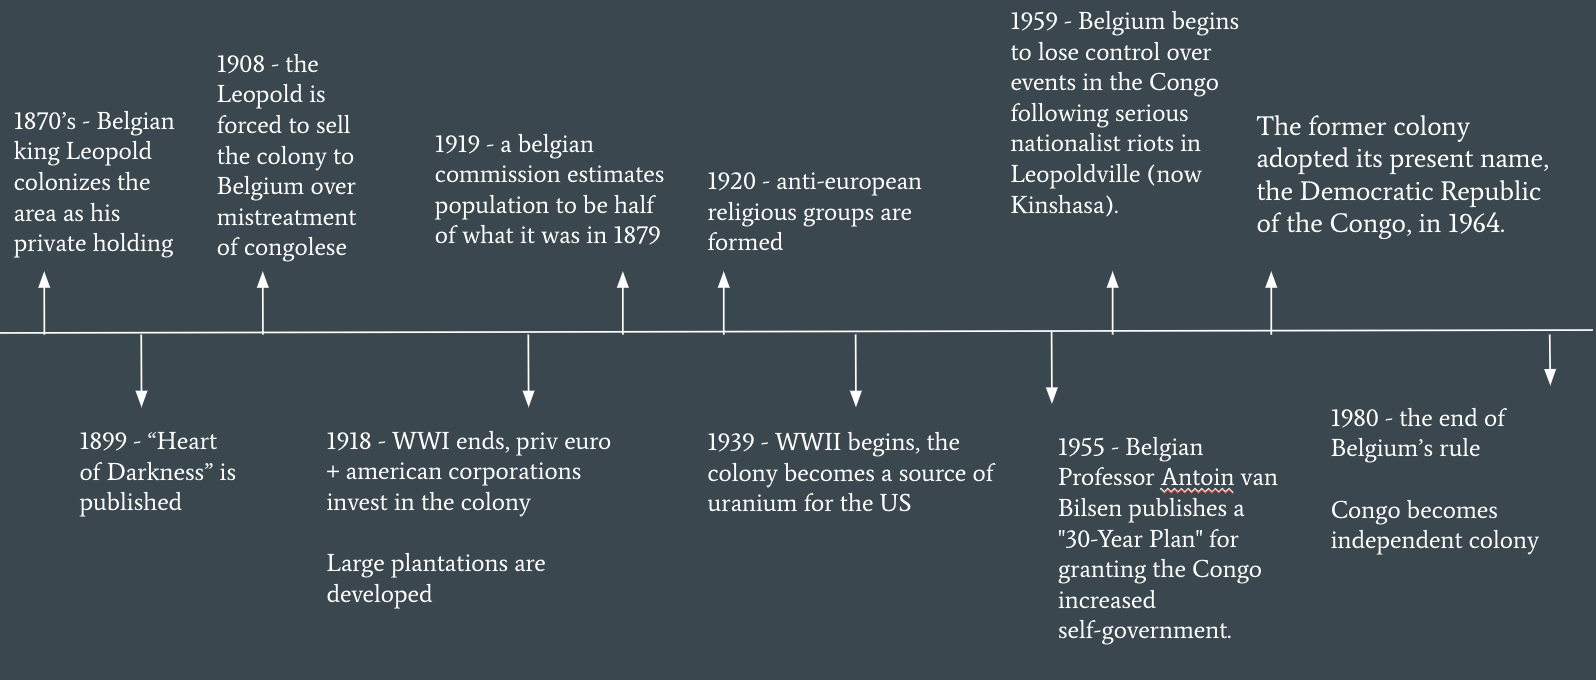 1870’s - Belgian
king Leopold
colonizes the
area as his
private holding
1899 - “Heart
of Darkness” is
published
1908 - the
Leopold is
forced to sell
the colony to
Belgium over
mistreatment
of congolese
1918 - WWI ends, priv euro
+ american corporations
invest in the colony
Large plantations are
developed
1919 - a belgian
commission estimates
population to be half
of what it was in 1879
1920 - anti-european
religious groups are
formed
1939 - WWII begins, the
colony becomes a source of
uranium for the US
1955 - Belgian
Professor Antoin van
Bilsen publishes a
"30-Year Plan" for
granting the Congo
increased
self-government.
1959 - Belgium begins
to lose control over
events in the Congo
following serious
nationalist riots in
Leopoldville (now
Kinshasa).
The former colony
adopted its present name,
the Democratic Republic
of the Congo, in 1964.
1980 - the end of
Belgium’s rule
Congo becomes
independent colony